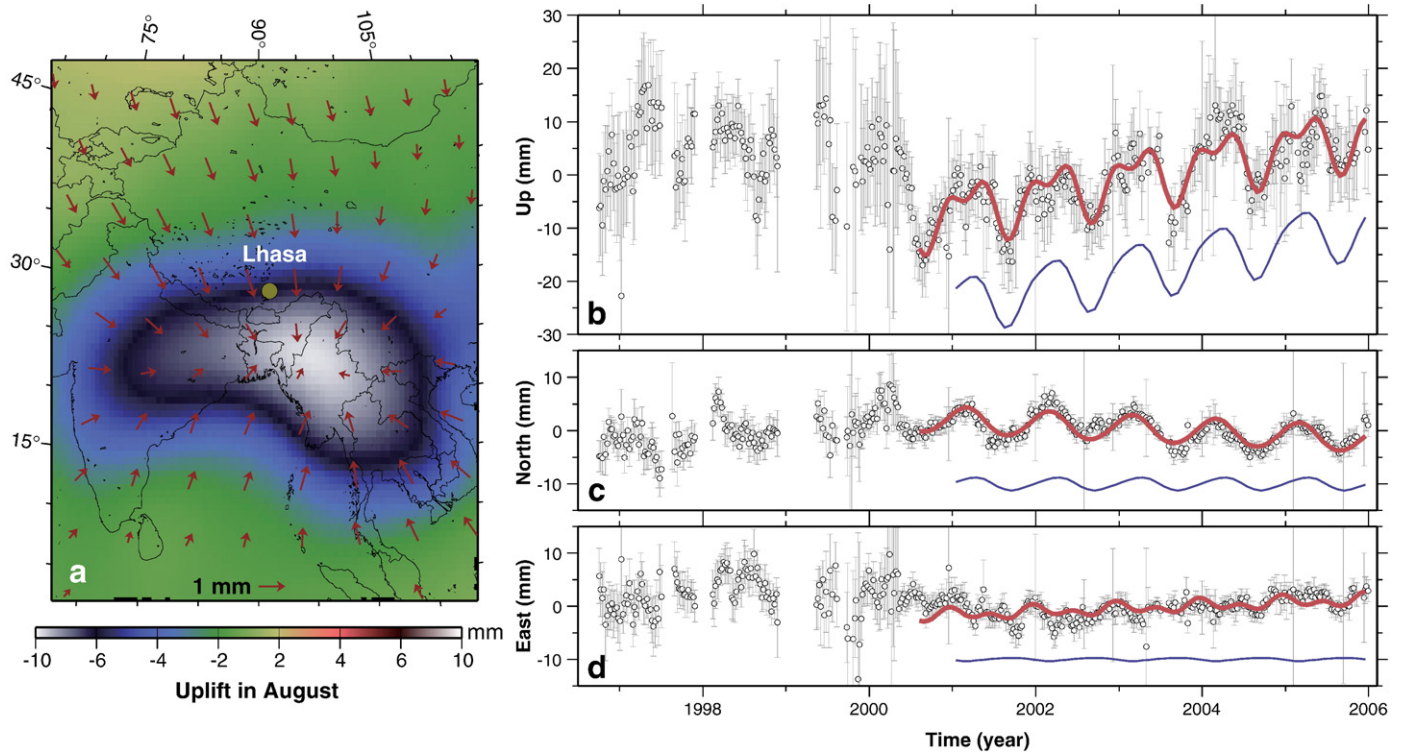 75°
90°
105°
45°
30°
15°
Lhasa
a
1 mm
mm
-10 -6 -4 -2 2 4 6 10
Uplift in August
30
20
10
0
-10
-20
-30
Up (mm)
b
10
0
-10
North (mm)
c
10
0
-10
East (mm)
d
1998 2000 2002 2004 2006
Time (year)